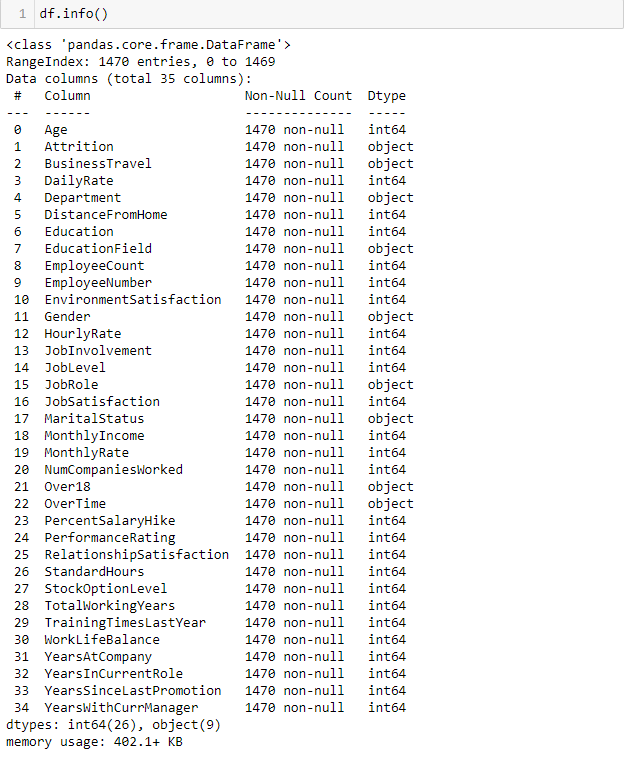 1 df.info()
<class 'pandas.core.frame.DataFrame'>
RangeIndex: 1470 entries, 0 to 1469
Data columns (total 35 columns):
 #   Column                    Non-Null Count  Dtype
---  ------                    --------------  -----
 0   Age                       1470 non-null   int64
 1   Attrition                 1470 non-null   object
 2   BusinessTravel            1470 non-null   object
 3   DailyRate                 1470 non-null   int64
 4   Department                1470 non-null   object
 5   DistanceFromHome          1470 non-null   int64
 6   Education                 1470 non-null   int64
 7   EducationField            1470 non-null   object
 8   EmployeeCount             1470 non-null   int64
 9   EmployeeNumber            1470 non-null   int64
 10  EnvironmentSatisfaction   1470 non-null   int64
 11  Gender                    1470 non-null   object
 12  HourlyRate                1470 non-null   int64
 13  JobInvolvement            1470 non-null   int64
 14  JobLevel                  1470 non-null   int64
 15  JobRole                   1470 non-null   object
 16  JobSatisfaction           1470 non-null   int64
 17  MaritalStatus             1470 non-null   object
 18  MonthlyIncome             1470 non-null   int64
 19  MonthlyRate               1470 non-null   int64
 20  NumCompaniesWorked        1470 non-null   int64
 21  Over18                    1470 non-null   object
 22  OverTime                  1470 non-null   object
 23  PercentSalaryHike         1470 non-null   int64
 24  PerformanceRating         1470 non-null   int64
 25  RelationshipSatisfaction  1470 non-null   int64
 26  StandardHours             1470 non-null   int64
 27  StockOptionLevel          1470 non-null   int64
 28  TotalWorkingYears         1470 non-null   int64
 29  TrainingTimesLastYear     1470 non-null   int64
 30  WorkLifeBalance           1470 non-null   int64
 31  YearsAtCompany            1470 non-null   int64
 32  YearsInCurrentRole        1470 non-null   int64
 33  YearsSinceLastPromotion   1470 non-null   int64
 34  YearsWithCurrManager      1470 non-null   int64
dtypes: int64(26), object(9)
memory usage: 402.1+ KB